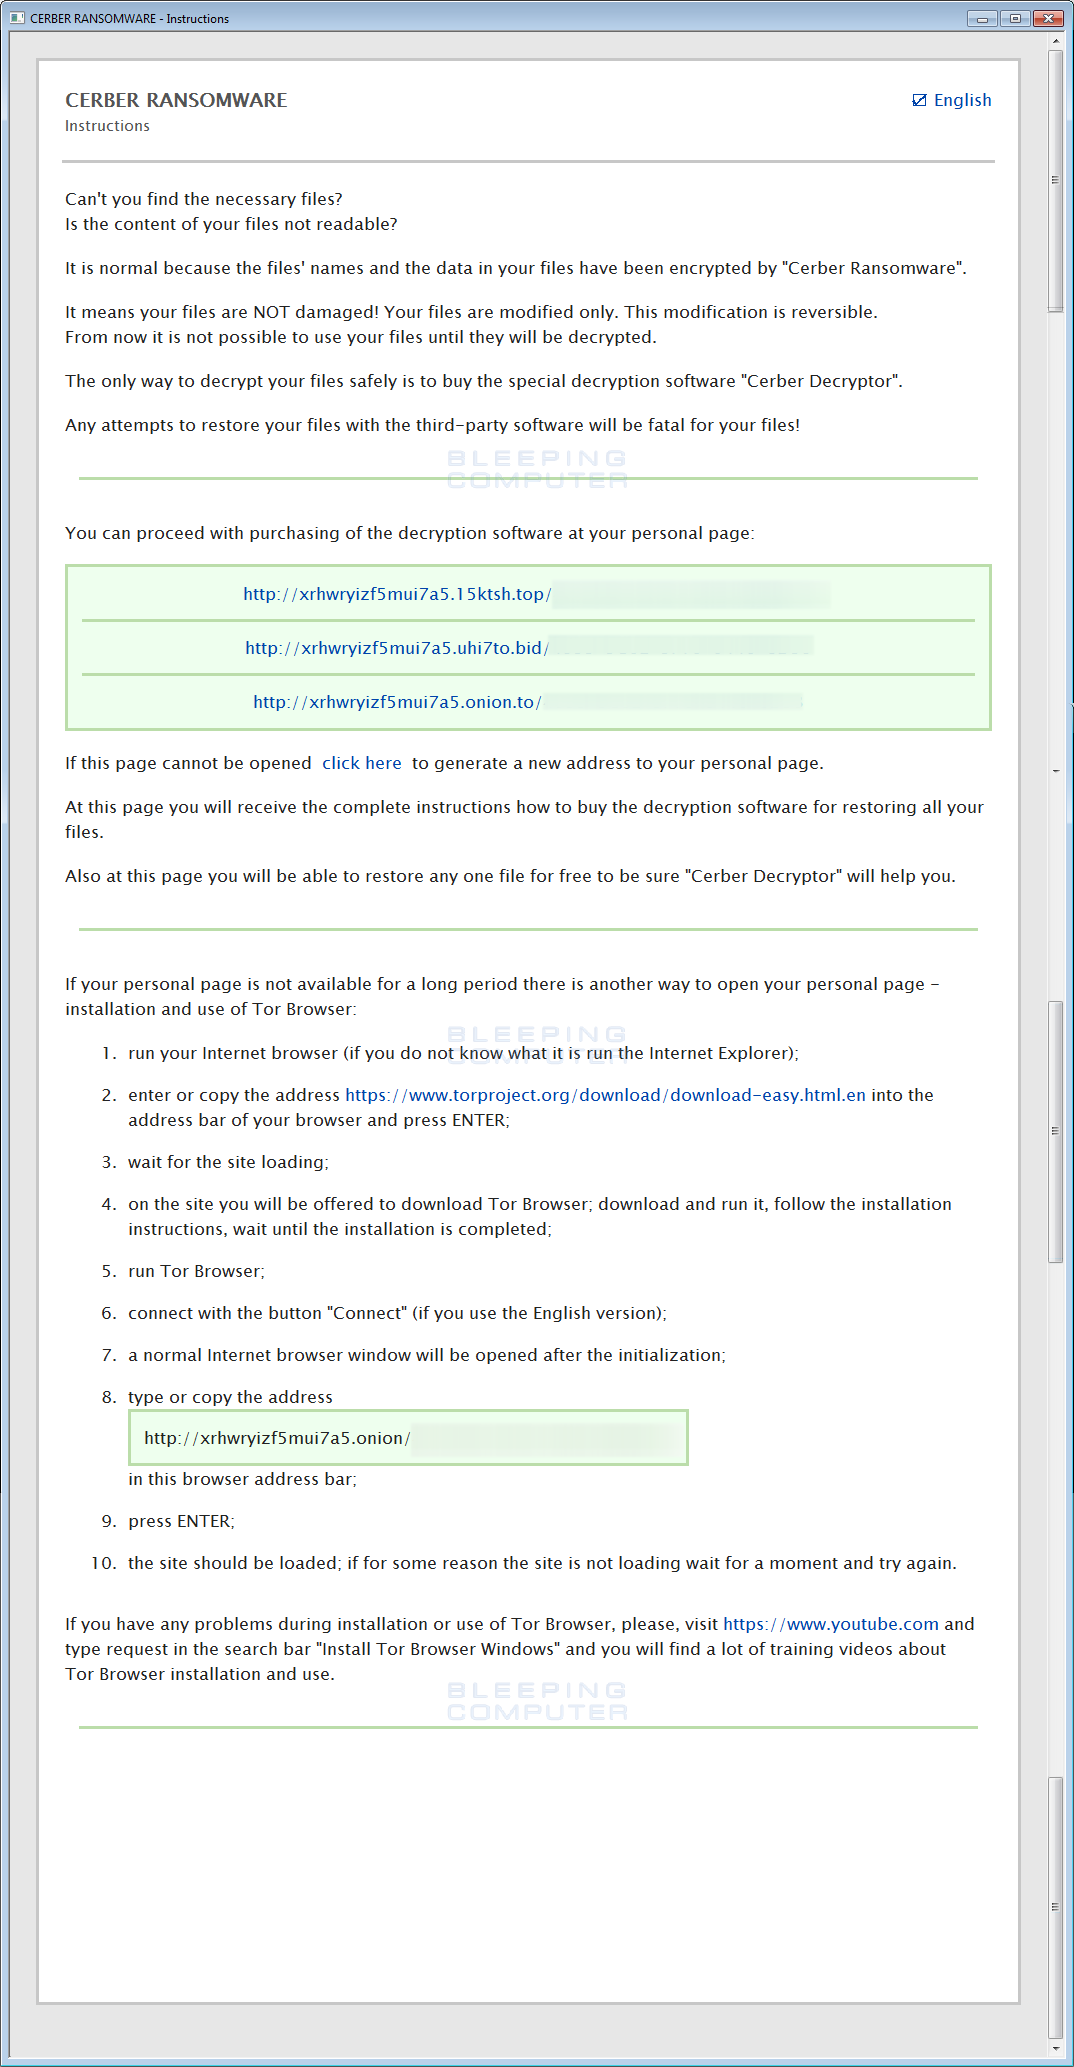 CERBER RANSOMWARE - Instructions
CERBER RANSOMWARE
English
Instructions
Can't you find the necessary files?
Is the content of your files not readable?
It is normal because the files' names and the data in your files have been encrypted by "Cerber Ransomware".
It means your files are NOT damaged! Your files are modified only. This modification is reversible.
From now it is not possible to use your files until they will be decrypted.
The only way to decrypt your files safely is to buy the special decryption software "Cerber Decryptor".
Any attempts to restore your files with the third-party software will be fatal for your files!
BLEEPING
COMPUTER
You can proceed with purchasing of the decryption software at your personal page:
http://xrhwryizf5mui7a5.15ktsh.top/
http://xrhwryizf5mui7a5.uhi7to.bid/
http://xrhwryizf5mui7a5.onion.to/
If this page cannot be opened click here to generate a new address to your personal page.
At this page you will receive the complete instructions how to buy the decryption software for restoring all your
files.
Also at this page you will be able to restore any one file for free to be sure "Cerber Decryptor" will help you.
If your personal page is not available for a long period there is another way to open your personal page -
installation and use of Tor Browser:
BLEEPING
COMPUTER
1. run your Internet browser (if you do not know what it is run the Internet Explorer);
2. enter or copy the address https://www.torproject.org/download/download-easy.html.en into the
address bar of your browser and press ENTER;
3. wait for the site loading;
4. on the site you will be offered to download Tor Browser; download and run it, follow the installation
instructions, wait until the installation is completed;
5. run Tor Browser;
6. connect with the button "Connect" (if you use the English version);
7. a normal Internet browser window will be opened after the initialization;
8. type or copy the address
http://xrhwryizf5mui7a5.onion/
in this browser address bar;
9. press ENTER;
10. the site should be loaded; if for some reason the site is not loading wait for a moment and try again.
If you have any problems during installation or use of Tor Browser, please, visit https://www.youtube.com and
type request in the search bar "Install Tor Browser Windows" and you will find a lot of training videos about
Tor Browser installation and use.
BLEEPING
COMPUTER